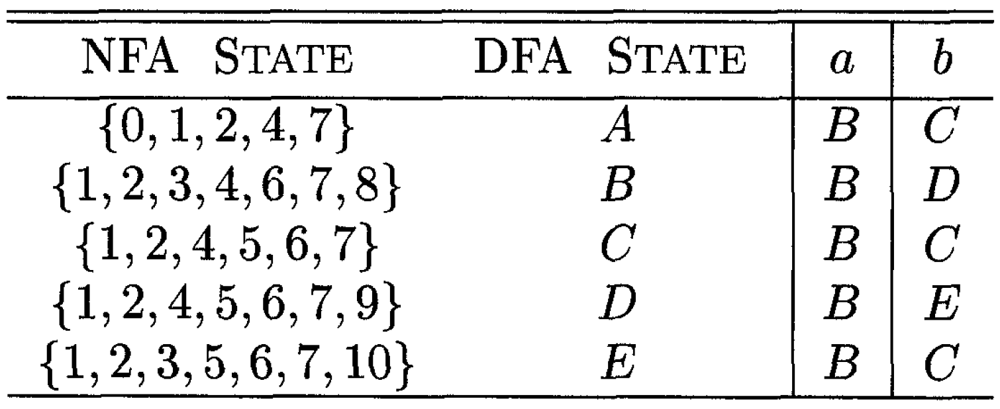 NFA STATE DFA STATE a b
{0, 1, 2, 4, 7} A B C
{1, 2, 3, 4, 6, 7, 8} B B D
{1, 2, 4, 5, 6, 7} C B C
{1, 2, 4, 5, 6, 7, 9} D B E
{1, 2, 3, 5, 6, 7, 10} E B C